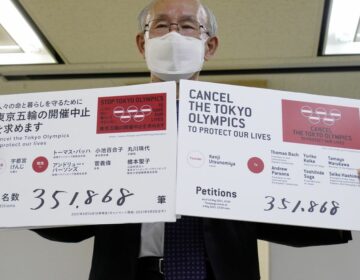 人々の命と暮らしを守るために
東京五輪の開催中止
を求めます
Cancel the Tokyo Olympics
to protect our lives
STOP TOKYO OLYMPICS
宇都宮
けんじ
トーマス・バッハ
アンドリュー・
パーソンズ
小池百合子
菅義偉
丸川珠代
橋本聖子
名数
351,868 筆
CANCEL
THE TOKYO
OLYMPICS
TO PROTECT OUR LIVES
CANCEL THE TOKYO OLYMPICS
Kenji
Utsunomiya
Thomas Bach
Andrew
Parsons
Yuriko
Koike
Yoshihide
Suga
Tamayo
Marukawa
Seiko Hashim
Petitions
351,868